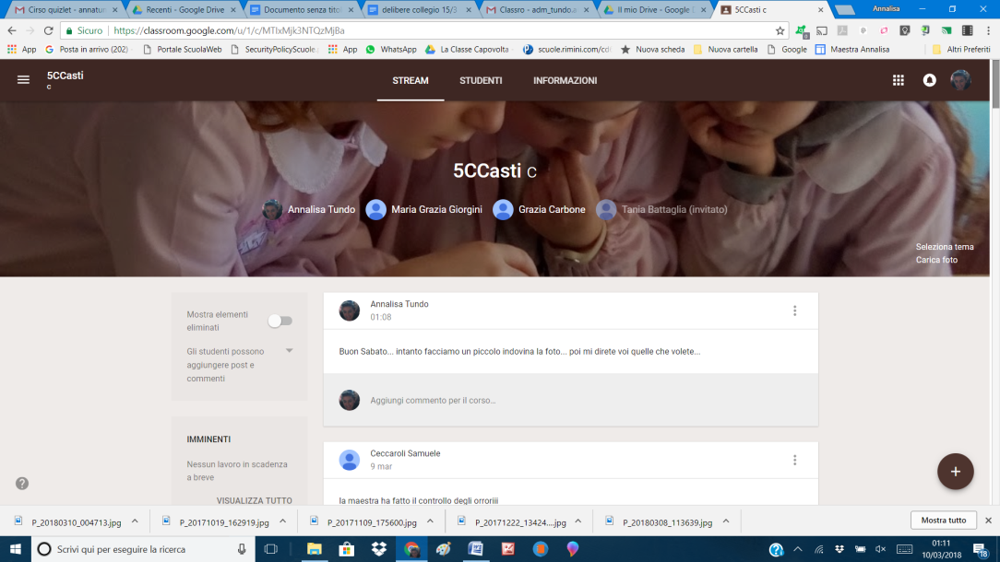 Cirso quizlet - annatun
Recenti - Google Drive
Documento senza tito
delibere collegio 15/3
Classro - adm_tundo.a
Il mio Drive - Google D
5CCasti c
Annalisa
Sicuro
https://classroom.google.com/u/1/c/MTIxMjk3NTQzMjBa
App
Posta in arrivo (202)
Portale ScuolaWeb
SecurityPolicyScuole.
App
WhatsApp
La Classe Capovolta -
scuole.rimini.com/cdr
Nuova scheda
Nuova cartella
Google
Maestra Annalisa
Altri Preferiti
5CCasti
c
STREAM
STUDENTI
INFORMAZIONI
5CCasti c
Annalisa Tundo
Maria Grazia Giorgini
Grazia Carbone
Tania Battaglia (invitato)
Seleziona tema
Carica foto
Mostra elementi
eliminati
Gli studenti possono
aggiungere post e
commenti
IMMINENTI
Nessun lavoro in scadenza
a breve
VISUALIZZA TUTTO
Annalisa Tundo
01:08
Buon Sabato... intanto facciamo un piccolo indovina la foto... poi mi direte voi quelle che volete...
Aggiungi commento per il corso...
Ceccaroli Samuele
9 mar
la maestra ha fatto il controllo degli orroriii
P_20180310_004713.jpg
P_20171019_162919.jpg
P_20171109_175600.jpg
P_20171222_13424....jpg
P_20180308_113639.jpg
Mostra tutto
Scrivi qui per eseguire la ricerca
01:11
10/03/2018
18